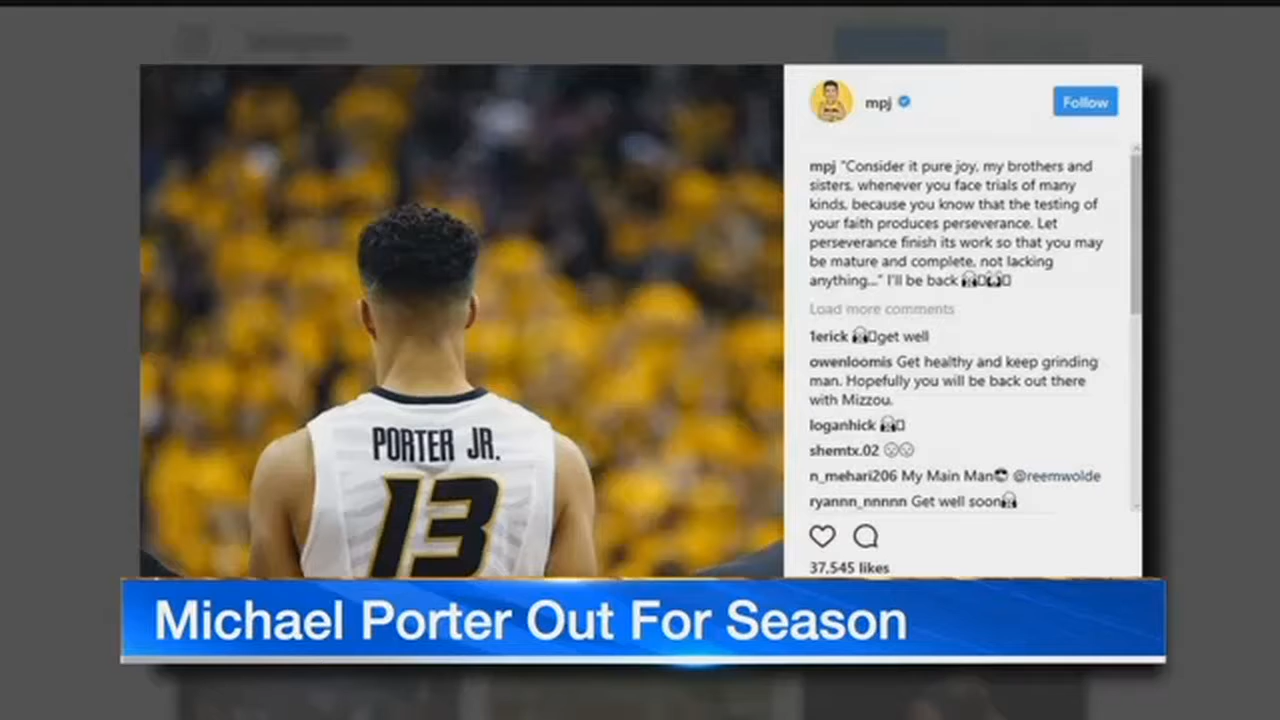 PORTER JR.
13
mpj
Follow
mpj "Consider it pure joy, my brothers and
sisters, whenever you face trials of many
kinds, because you know that the testing of
your faith produces perseverance. Let
perseverance finish its work so that you may
be mature and complete, not lacking
anything..." I'll be back
Load more comments
1erick get well
owenloomis Get healthy and keep grinding
man. Hopefully you will be back out there
with Mizzou.
loganhick
shemtx.02
n_mehari206 My Main Man😎 @reemwolde
ryannn_nnnnn Get well soon
37,545 likes
Michael Porter Out For Season